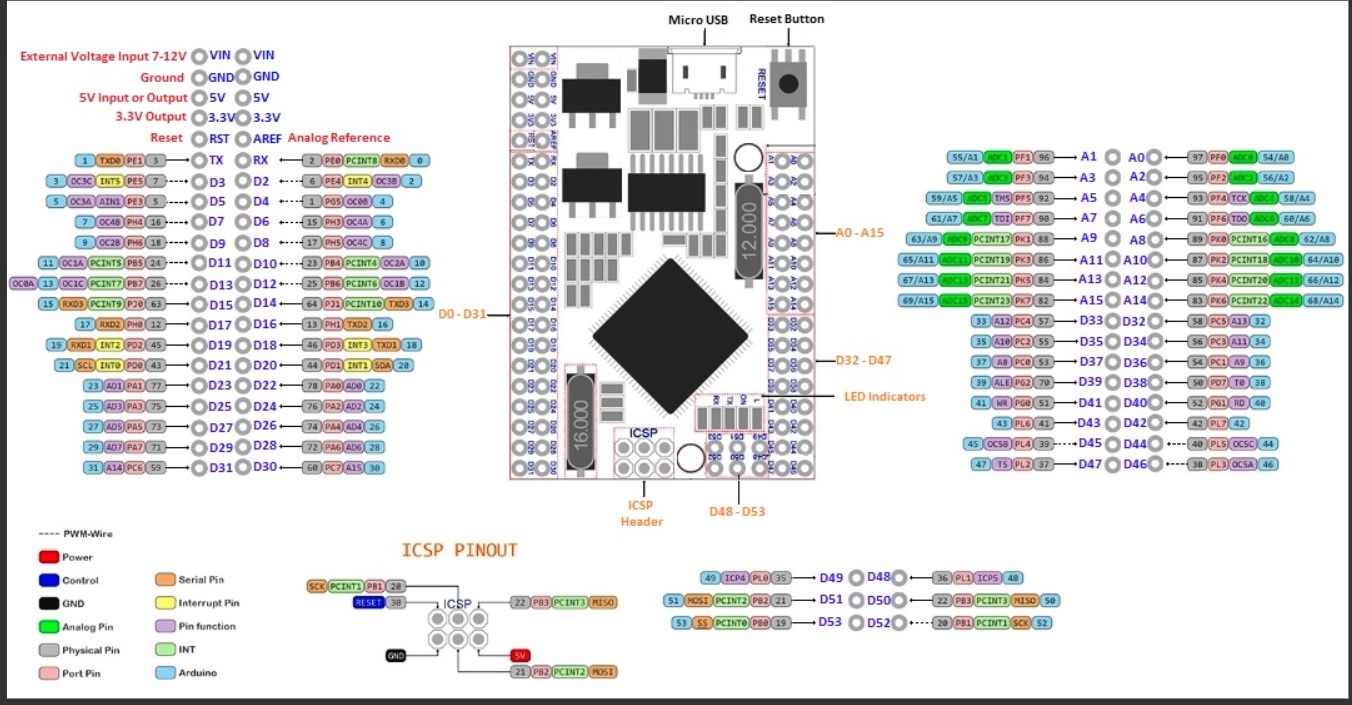 Micro USB Reset Button
External Voltage Input 7-12V VIN VIN
Ground GND GND
5V Input or Output 5V 5V
3.3V Output 3.3V 3.3V
Reset RST AREF Analog Reference
1 TXD0 PE1 3 TX RX 2 PE0 PCINT8 RXD0 0
3 OC3C INT5 PE5 7 D3 D2 6 PE4 INT4 OC3B 2
5 OC3A AIN1 PE3 5 D5 D4 1 PG5 OC0B 4
7 OC4B PH4 16 D7 D6 15 PH3 OC4A 6
9 OC2B PH6 18 D9 D8 17 PH5 OC4C 8
11 OC1A PCINT5 PB5 24 D11 D10 23 PB4 PCINT4 OC2A 10
OC0A 13 OC1C PCINT7 PB7 26 D13 D12 25 PB6 PCINT6 OC1B 12
15 RXD3 PCINT9 PJ0 63 D15 D14 64 PJ1 PCINT10 TXD3 14
17 RXD2 PH0 12 D17 D16 13 PH1 TXD2 16
19 RXD1 INT2 PD2 45 D19 D18 46 PD3 INT3 TXD1 18
21 SCL INT0 PD0 43 D21 D20 44 PD1 INT1 SDA 20
23 AD1 PA1 77 D23 D22 78 PA0 AD0 22
25 AD3 PA3 75 D25 D24 76 PA2 AD2 24
27 AD5 PA5 73 D27 D26 74 PA4 AD4 26
29 AD7 PA7 71 D29 D28 72 PA6 AD6 28
31 A14 PC6 59 D31 D30 60 PC7 A15 30
RESET
12.000
16.000
ICSP
RX TX ON L
D0 - D31
A0 - A15
D32 - D47
LED Indicators
ICSP
Header
D48 - D53
55/A1 ADC1 PF1 96 A1 A0 97 PF0 ADC0 54/A0
57/A3 ADC3 PF3 94 A3 A2 95 PF2 ADC2 56/A2
59/A5 ADC5 TMS PF5 92 A5 A4 93 PF4 TCK ADC4 58/A4
61/A7 ADC7 TDI PF7 90 A7 A6 91 PF6 TDO ADC6 60/A6
63/A9 ADC9 PCINT17 PK1 88 A9 A8 89 PK0 PCINT16 ADC8 62/A8
65/A11 ADC11 PCINT19 PK3 86 A11 A10 87 PK2 PCINT18 ADC10 64/A10
67/A13 ADC13 PCINT21 PK5 84 A13 A12 85 PK4 PCINT20 ADC12 66/A12
69/A15 ADC15 PCINT23 PK7 82 A15 A14 83 PK6 PCINT22 ADC14 68/A14
33 A12 PC4 57 D33 D32 58 PC5 A13 32
35 A10 PC2 55 D35 D34 56 PC3 A11 34
37 A8 PC0 53 D37 D36 54 PC1 A9 36
39 ALE PG2 70 D39 D38 50 PD7 T0 38
41 WR PG0 51 D41 D40 52 PG1 RD 40
43 PL6 41 D43 D42 42 PL7 42
45 OC5B PL4 39 D45 D44 40 PL5 OC5C 44
47 T5 PL2 37 D47 D46 38 PL3 OC5A 46
PWM-Wire
Power
Control
GND
Analog Pin
Physical Pin
Port Pin
Serial Pin
Interrupt Pin
Pin function
INT
Arduino
ICSP PINOUT
SCK PCINT1 PB1 20
RESET 30 ICSP 22 PB3 PCINT3 MISO
GND 5V
21 PB2 PCINT2 MOSI
49 ICP4 PL0 35 D49 D48 36 PL1 ICP5 48
51 MOSI PCINT2 PB2 21 D51 D50 22 PB3 PCINT3 MISO 50
53 SS PCINT0 PB0 19 D53 D52 20 PB1 PCINT1 SCK 52